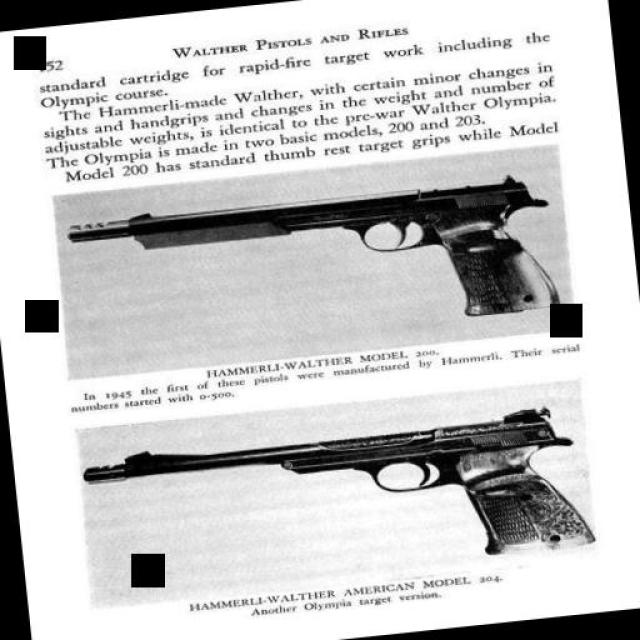 52
WALTHER PISTOLS AND RIFLES
standard cartridge for rapid-fire target work including the
Olympic course.
The Hammerli-made Walther, with certain minor changes in
sights and handgrips and changes in the weight and number of
adjustable weights, is identical to the pre-war Walther Olympia.
The Olympia is made in two basic models, 200 and 203.
Model 200 has standard thumb rest target grips while Model
HAMMERLI-WALTHER MODEL 200.
In 1945 the first of these pistols were manufactured by Hammerli. Their serial
numbers started with 0-500.
HAMMERLI-WALTHER AMERICAN MODEL 204.
Another Olympia target version.